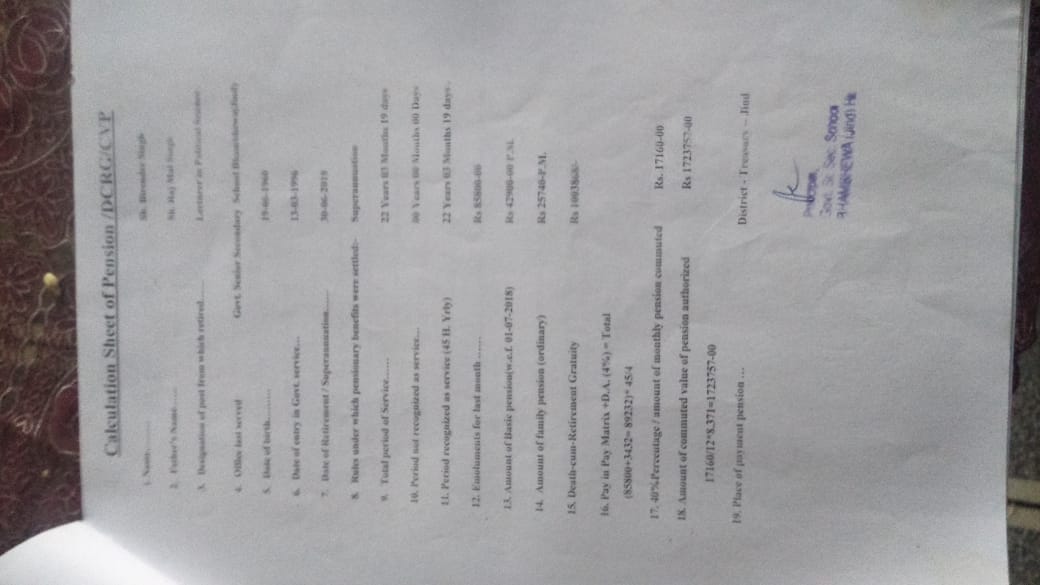 Calculation Sheet of Pension /DCRG/CVP
1. Name............ Sh. Birender Singh
2. Father's Name...... Sh. Raj Mal Singh
3. Designation of post from which retired...... Lecturer in Political Science
4. Office last served Govt. Senior Secondary School
5. Date of birth......... 19-06-1960
6. Date of entry in Govt. service... 13-03-1996
7. Date of Retirement / Superannuation...... 30-06-2018
8. Rules under which pensionary benefits were settled:- Superannuation
9. Total period of Service...... 22 Years 03 Months 19 days
10. Period not recognized as service... 00 Years 00 Months 00 Days
11. Period recognized as service (45 H. Yrly) 22 Years 03 Months 19 days.
12. Emoluments for last month ...... Rs 85800-00
13. Amount of Basic pension(w.e.f. 01-07-2018) Rs 42900-00 P.M.
14. Amount of family pension (ordinary) Rs 25740-P.M.
15. Death-cum-Retirement Gratuity Rs 1003868/-
16. Pay in Pay Matrix +D.A. (4%) = Total
(85800+3432= 89232)* 45/4
17. 40%Percentage / amount of monthly pension commuted Rs. 17160-00
18. Amount of commuted value of pension authorized Rs 1723757-00
17160/12*8.371=1723757-00
19. Place of payment pension ... District - Treasury – Jind
Principal
Govt. Sr. Sec. School
BHAMBHEWA (Jind) Hr.